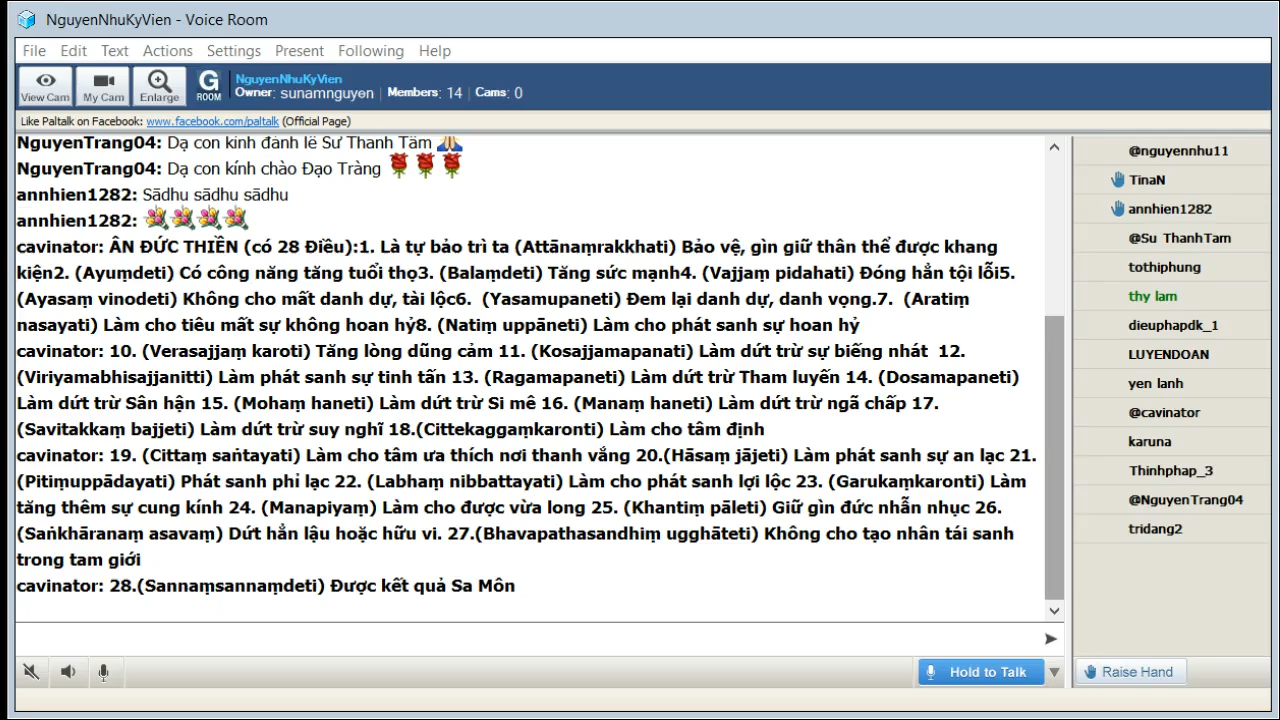 NguyenNhuKyVien - Voice Room
File Edit Text Actions Settings Present Following Help
View Cam My Cam Enlarge G ROOM
NguyenNhuKyVien
Owner: sunamnguyen | Members: 14 | Cams: 0
Like Paltalk on Facebook: www.facebook.com/paltalk (Official Page)
NguyenTrang04: Dạ con kính đảnh lễ Sư Thanh Tâm
NguyenTrang04: Dạ con kính chào Đạo Tràng
annhien1282: Sādhu sādhu sādhu
annhien1282:
cavinator: ÂN ĐỨC THIỀN (có 28 Điều):1. Là tự bảo trì ta (Attānaṃrakkhati) Bảo vệ, gìn giữ thân thể được khang
kiện2. (Ayuṃdeti) Có công năng tăng tuổi thọ3. (Balaṃdeti) Tăng sức mạnh4. (Vajjaṃ pidahati) Đóng hẳn tội lỗi5.
(Ayasaṃ vinodeti) Không cho mất danh dự, tài lộc6. (Yasamupaneti) Đem lại danh dự, danh vọng.7. (Aratiṃ
nasayati) Làm cho tiêu mất sự không hoan hỷ8. (Natiṃ uppāneti) Làm cho phát sanh sự hoan hỷ
cavinator: 10. (Verasajjaṃ karoti) Tăng lòng dũng cảm 11. (Kosajjamapanati) Làm dứt trừ sự biếng nhát 12.
(Viriyamabhisajjanitti) Làm phát sanh sự tinh tấn 13. (Ragamapaneti) Làm dứt trừ Tham luyến 14. (Dosamapaneti)
Làm dứt trừ Sân hận 15. (Mohaṃ haneti) Làm dứt trừ Si mê 16. (Manaṃ haneti) Làm dứt trừ ngã chấp 17.
(Savitakkaṃ bajjeti) Làm dứt trừ suy nghĩ 18.(Cittekaggaṃkaronti) Làm cho tâm định
cavinator: 19. (Cittaṃ saṅtayati) Làm cho tâm ưa thích nơi thanh vắng 20.(Hāsaṃ jājeti) Làm phát sanh sự an lạc 21.
(Pitiṃuppādayati) Phát sanh phỉ lạc 22. (Labhaṃ nibbattayati) Làm cho phát sanh lợi lộc 23. (Garukaṃkaronti) Làm
tăng thêm sự cung kính 24. (Manapiyaṃ) Làm cho được vừa long 25. (Khantiṃ pāleti) Giữ gìn đức nhẫn nhục 26.
(Saṅkhāranaṃ asavaṃ) Dứt hẳn lậu hoặc hữu vi. 27.(Bhavapathasandhiṃ ugghāteti) Không cho tạo nhân tái sanh
trong tam giới
cavinator: 28.(Sannaṃsannaṃdeti) Được kết quả Sa Môn
Hold to Talk
@nguyennhu11
TinaN
annhien1282
@Su ThanhTam
tothiphung
thy lam
dieuphapdk_1
LUYENDOAN
yen lanh
@cavinator
karuna
Thinhphap_3
@NguyenTrang04
tridang2
Raise Hand